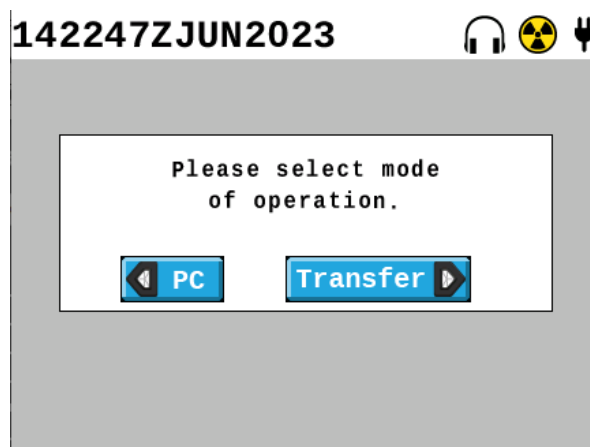 142247ZJUN2023
Please select mode
of operation.
PC
Transfer